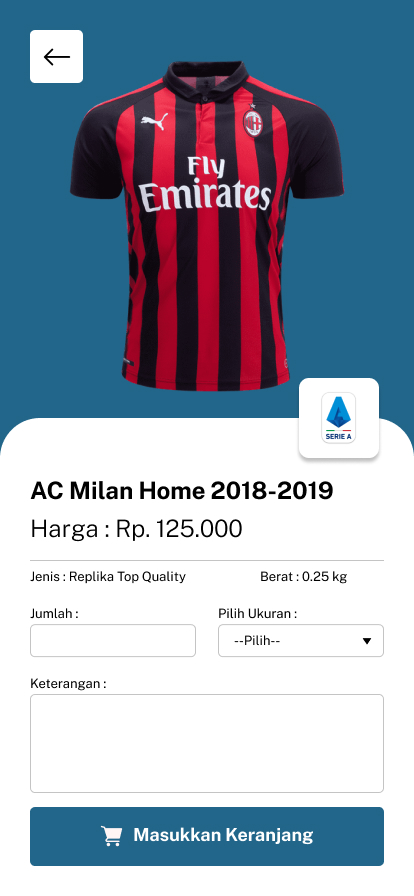 Fly
Emirates
SERIE A
AC Milan Home 2018-2019
Harga : Rp. 125.000
Jenis : Replika Top Quality
Berat : 0.25 kg
Jumlah :
Pilih Ukuran :
--Pilih--
Keterangan :
Masukkan Keranjang